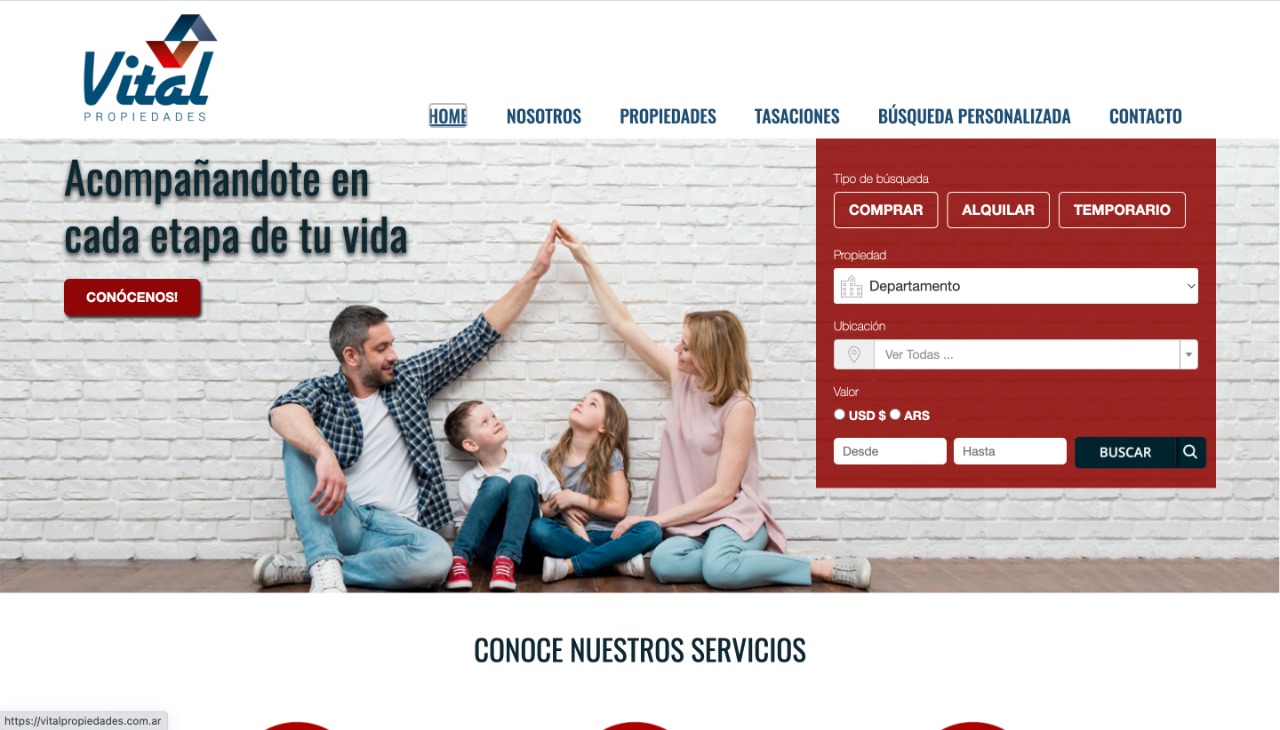 Vital
PROPIEDADES
HOME NOSOTROS PROPIEDADES TASACIONES BÚSQUEDA PERSONALIZADA CONTACTO
Acompañandote en
cada etapa de tu vida
CONÓCENOS!
Tipo de búsqueda
COMPRAR ALQUILAR TEMPORARIO
Propiedad
Departamento
Ubicación
Ver Todas ...
Valor
USD $ ARS
Desde Hasta BUSCAR
CONOCE NUESTROS SERVICIOS
https://vitalpropiedades.com.ar